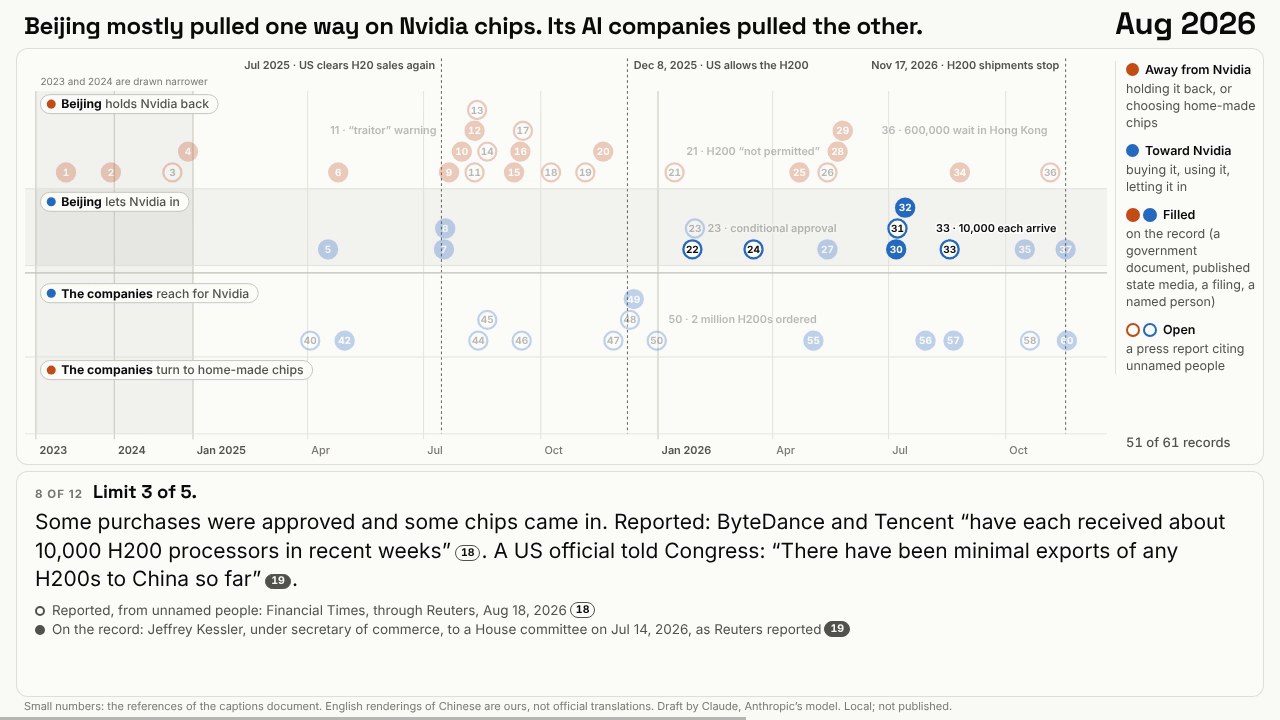 Beijing mostly pulled one way on Nvidia chips. Its AI companies pulled the other.
Aug 2026
Jul 2025 · US clears H20 sales again
Dec 8, 2025 · US allows the H200
Nov 17, 2026 · H200 shipments stop
2023 and 2024 are drawn narrower
Beijing holds Nvidia back
13
11 · “traitor” warning
12
17
29
36 · 600,000 wait in Hong Kong
4
10
14
16
20
21 · H200 “not permitted”
28
1
2
3
6
9
11
15
18
19
21
25
26
34
36
Beijing lets Nvidia in
32
8
23
23 · conditional approval
31
33 · 10,000 each arrive
5
7
22
24
27
30
33
35
37
The companies reach for Nvidia
49
45
48
50 · 2 million H200s ordered
40
42
44
46
47
50
55
56
57
58
60
The companies turn to home-made chips
2023
2024
Jan 2025
Apr
Jul
Oct
Jan 2026
Apr
Jul
Oct
Away from Nvidia
holding it back, or
choosing home-made
chips
Toward Nvidia
buying it, using it,
letting it in
Filled
on the record (a
government
document, published
state media, a filing, a
named person)
Open
a press report citing
unnamed people
51 of 61 records
8 OF 12 Limit 3 of 5.
Some purchases were approved and some chips came in. Reported: ByteDance and Tencent “have each received about
10,000 H200 processors in recent weeks” 18. A US official told Congress: “There have been minimal exports of any
H200s to China so far” 19.
Reported, from unnamed people: Financial Times, through Reuters, Aug 18, 2026 18
On the record: Jeffrey Kessler, under secretary of commerce, to a House committee on Jul 14, 2026, as Reuters reported 19
Small numbers: the references of the captions document. English renderings of Chinese are ours, not official translations. Draft by Claude, Anthropic’s model. Local; not published.